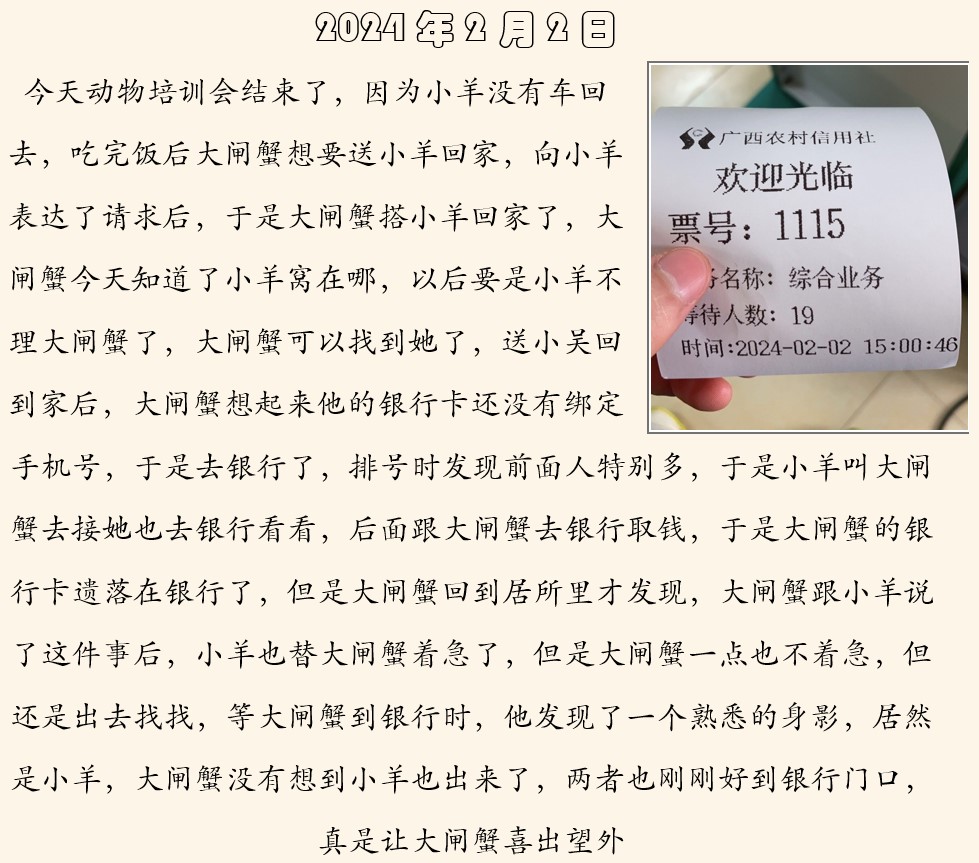 2024年2月2日
今天动物培训会结束了，因为小羊没有车回
去，吃完饭后大闸蟹想要送小羊回家，向小羊
表达了请求后，于是大闸蟹搭小羊回家了，大
闸蟹今天知道了小羊窝在哪，以后要是小羊不
理大闸蟹了，大闸蟹可以找到她了，送小吴回
到家后，大闸蟹想起来他的银行卡还没有绑定
手机号，于是去银行了，排号时发现前面人特别多，于是小羊叫大闸
蟹去接她也去银行看看，后面跟大闸蟹去银行取钱，于是大闸蟹的银
行卡遗落在银行了，但是大闸蟹回到居所里才发现，大闸蟹跟小羊说
了这件事后，小羊也替大闸蟹着急了，但是大闸蟹一点也不着急，但
还是出去找找，等大闸蟹到银行时，他发现了一个熟悉的身影，居然
是小羊，大闸蟹没有想到小羊也出来了，两者也刚刚好到银行门口，
真是让大闸蟹喜出望外
广西农村信用社
欢迎光临
票号：1115
务名称：综合业务
等待人数：19
时间:2024-02-02 15:00:46